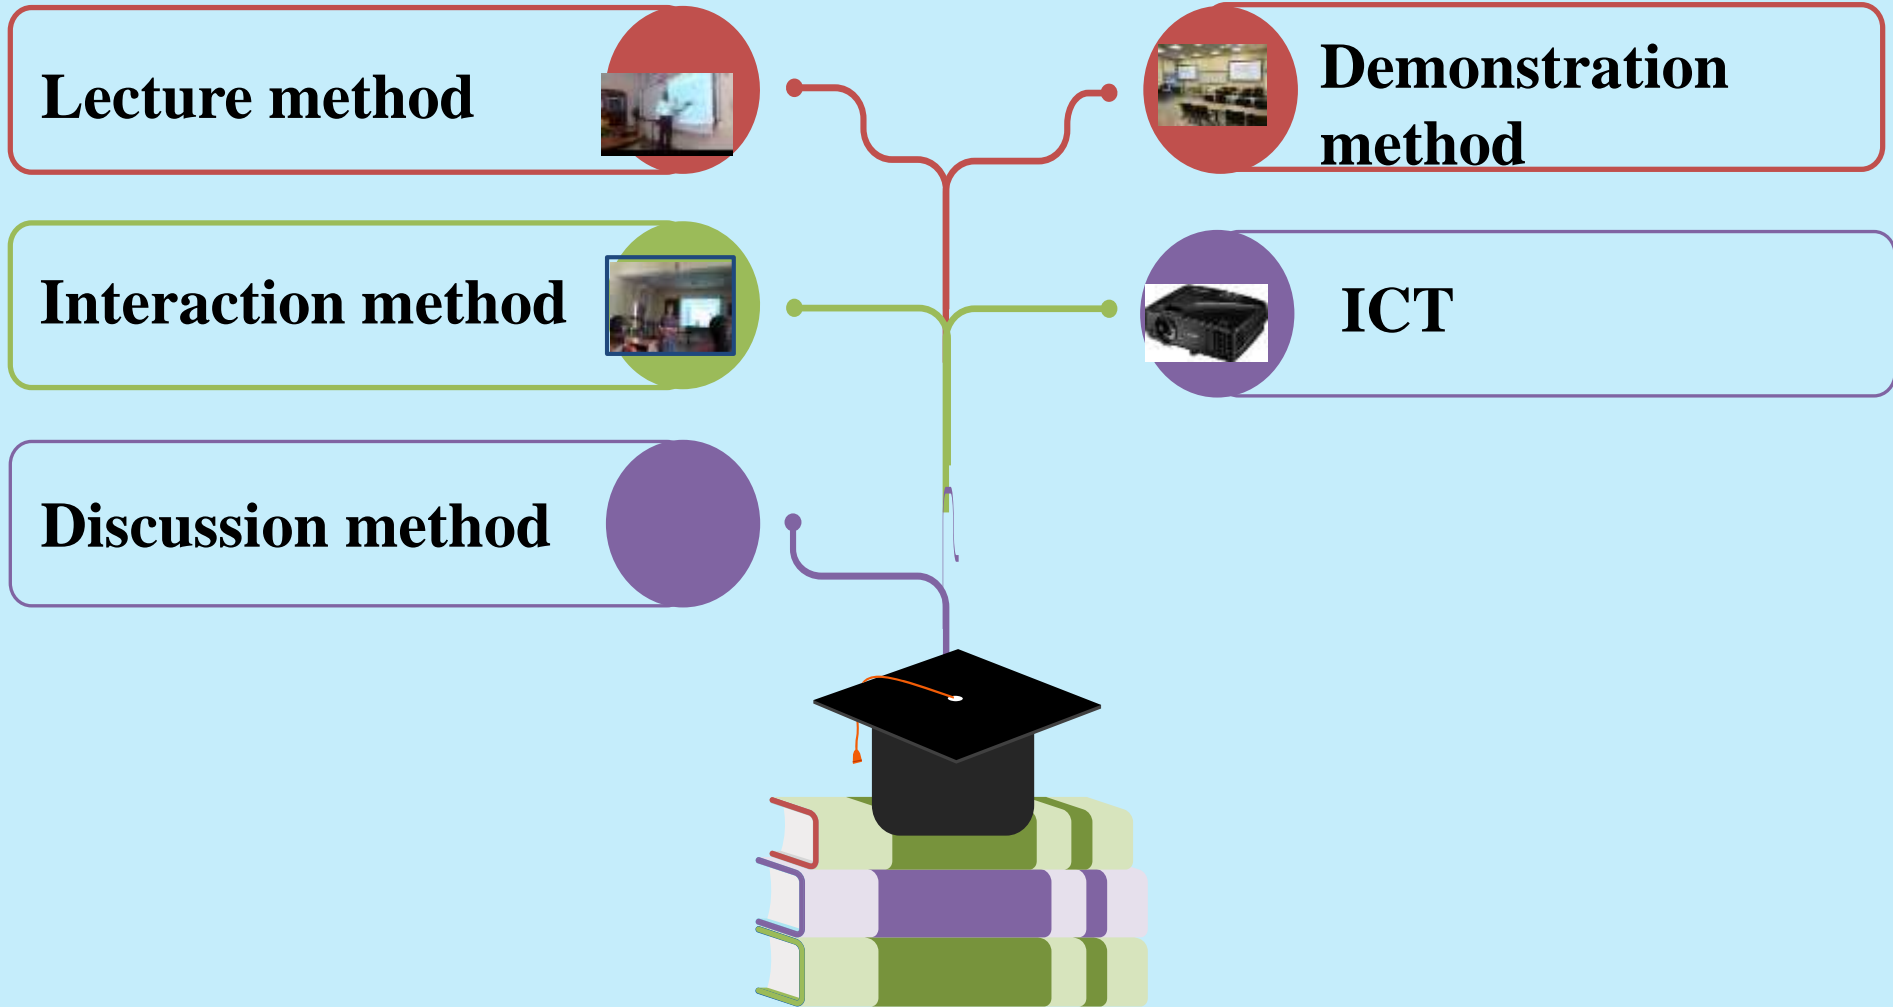 Lecture method
Demonstration
method
Interaction method
ICT
Discussion method